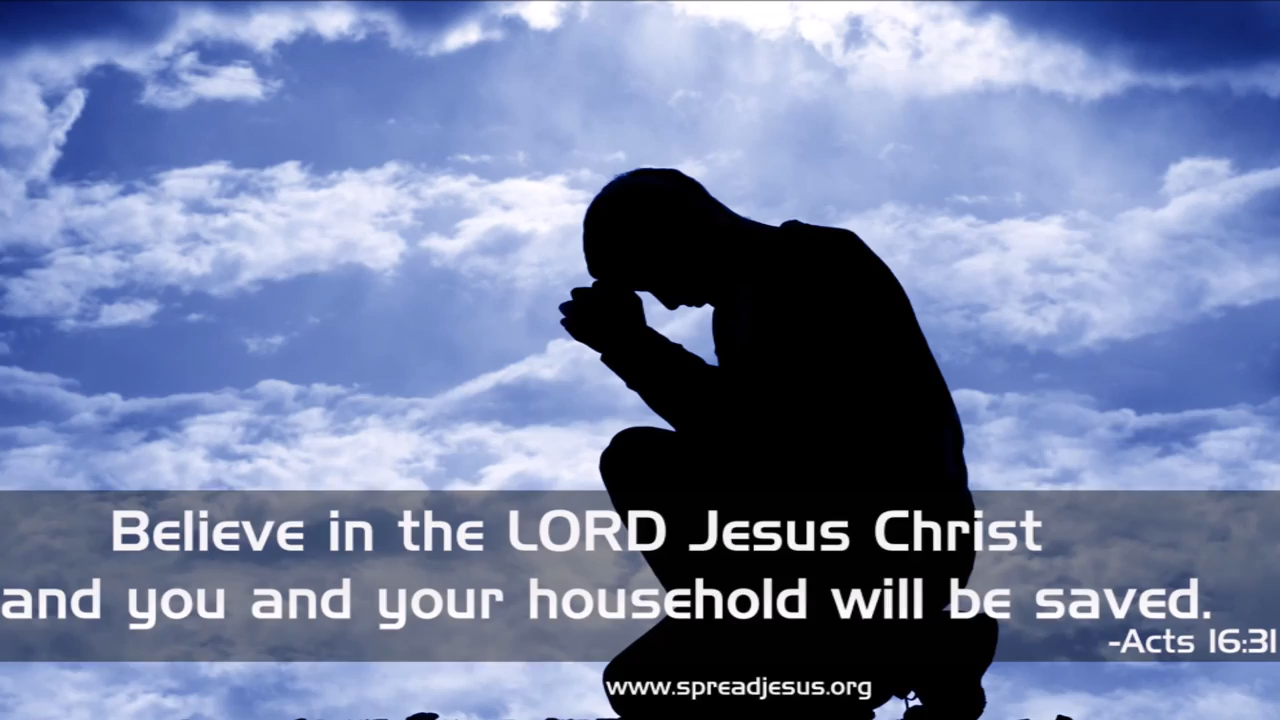 Believe in the LORD Jesus Christ
and you and your household will be saved.
-Acts 16:31
www.spreadjesus.org